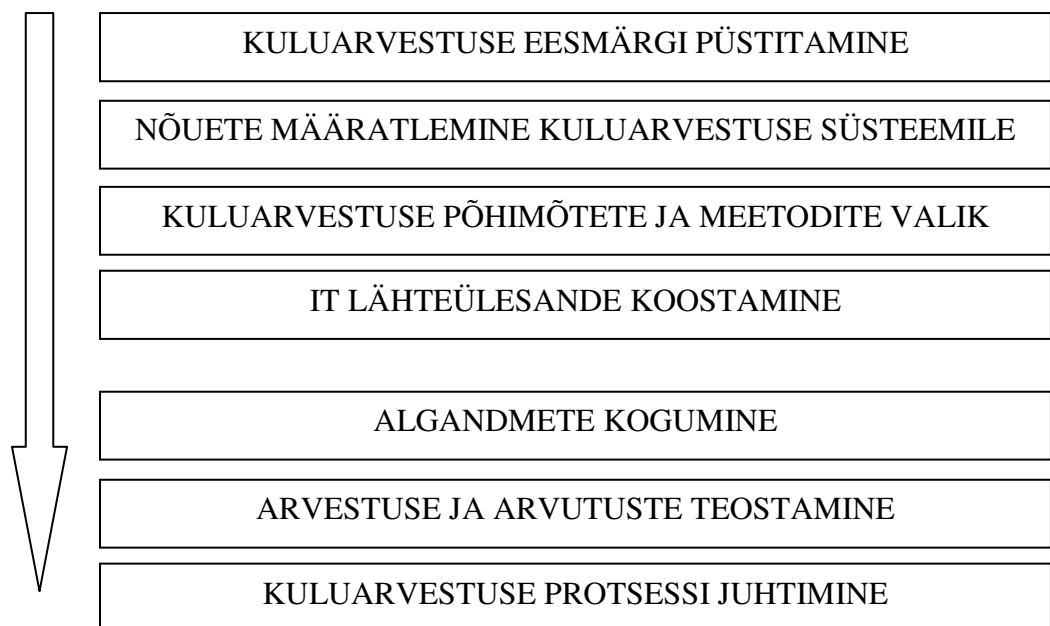 KULUARVESTUSE EESMÄRGI PÜSTITAMINE
NÕUETE MÄÄRATLEMINE KULUARVESTUSE SÜSTEEMILE
KULUARVESTUSE PÕHIMÕTETE JA MEETODITE VALIK
IT LÄHTEÜLESANDE KOOSTAMINE
ALGANDMETE KOGUMINE
ARVESTUSE JA ARVUTUSTE TEOSTAMINE
KULUARVESTUSE PROTSESSI JUHTIMINE